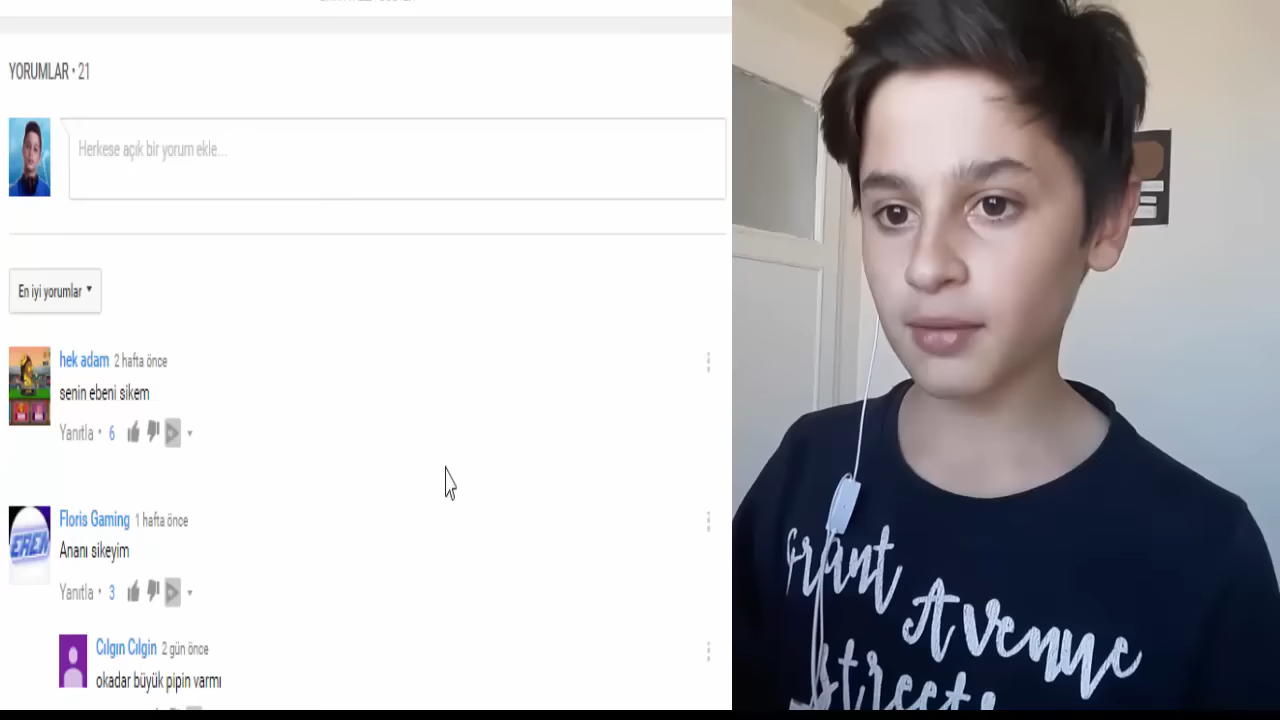 YORUMLAR • 21
Herkese açık bir yorum ekle...
En iyi yorumlar
hek adam 2 hafta önce
senin ebeni sikem
Yanıtla • 6
Floris Gaming 1 hafta önce
Ananı sikeyim
Yanıtla • 3
Cılgın Cılgin 2 gün önce
okadar büyük pipin varmı
EREN
Grant
Avenue
Streets